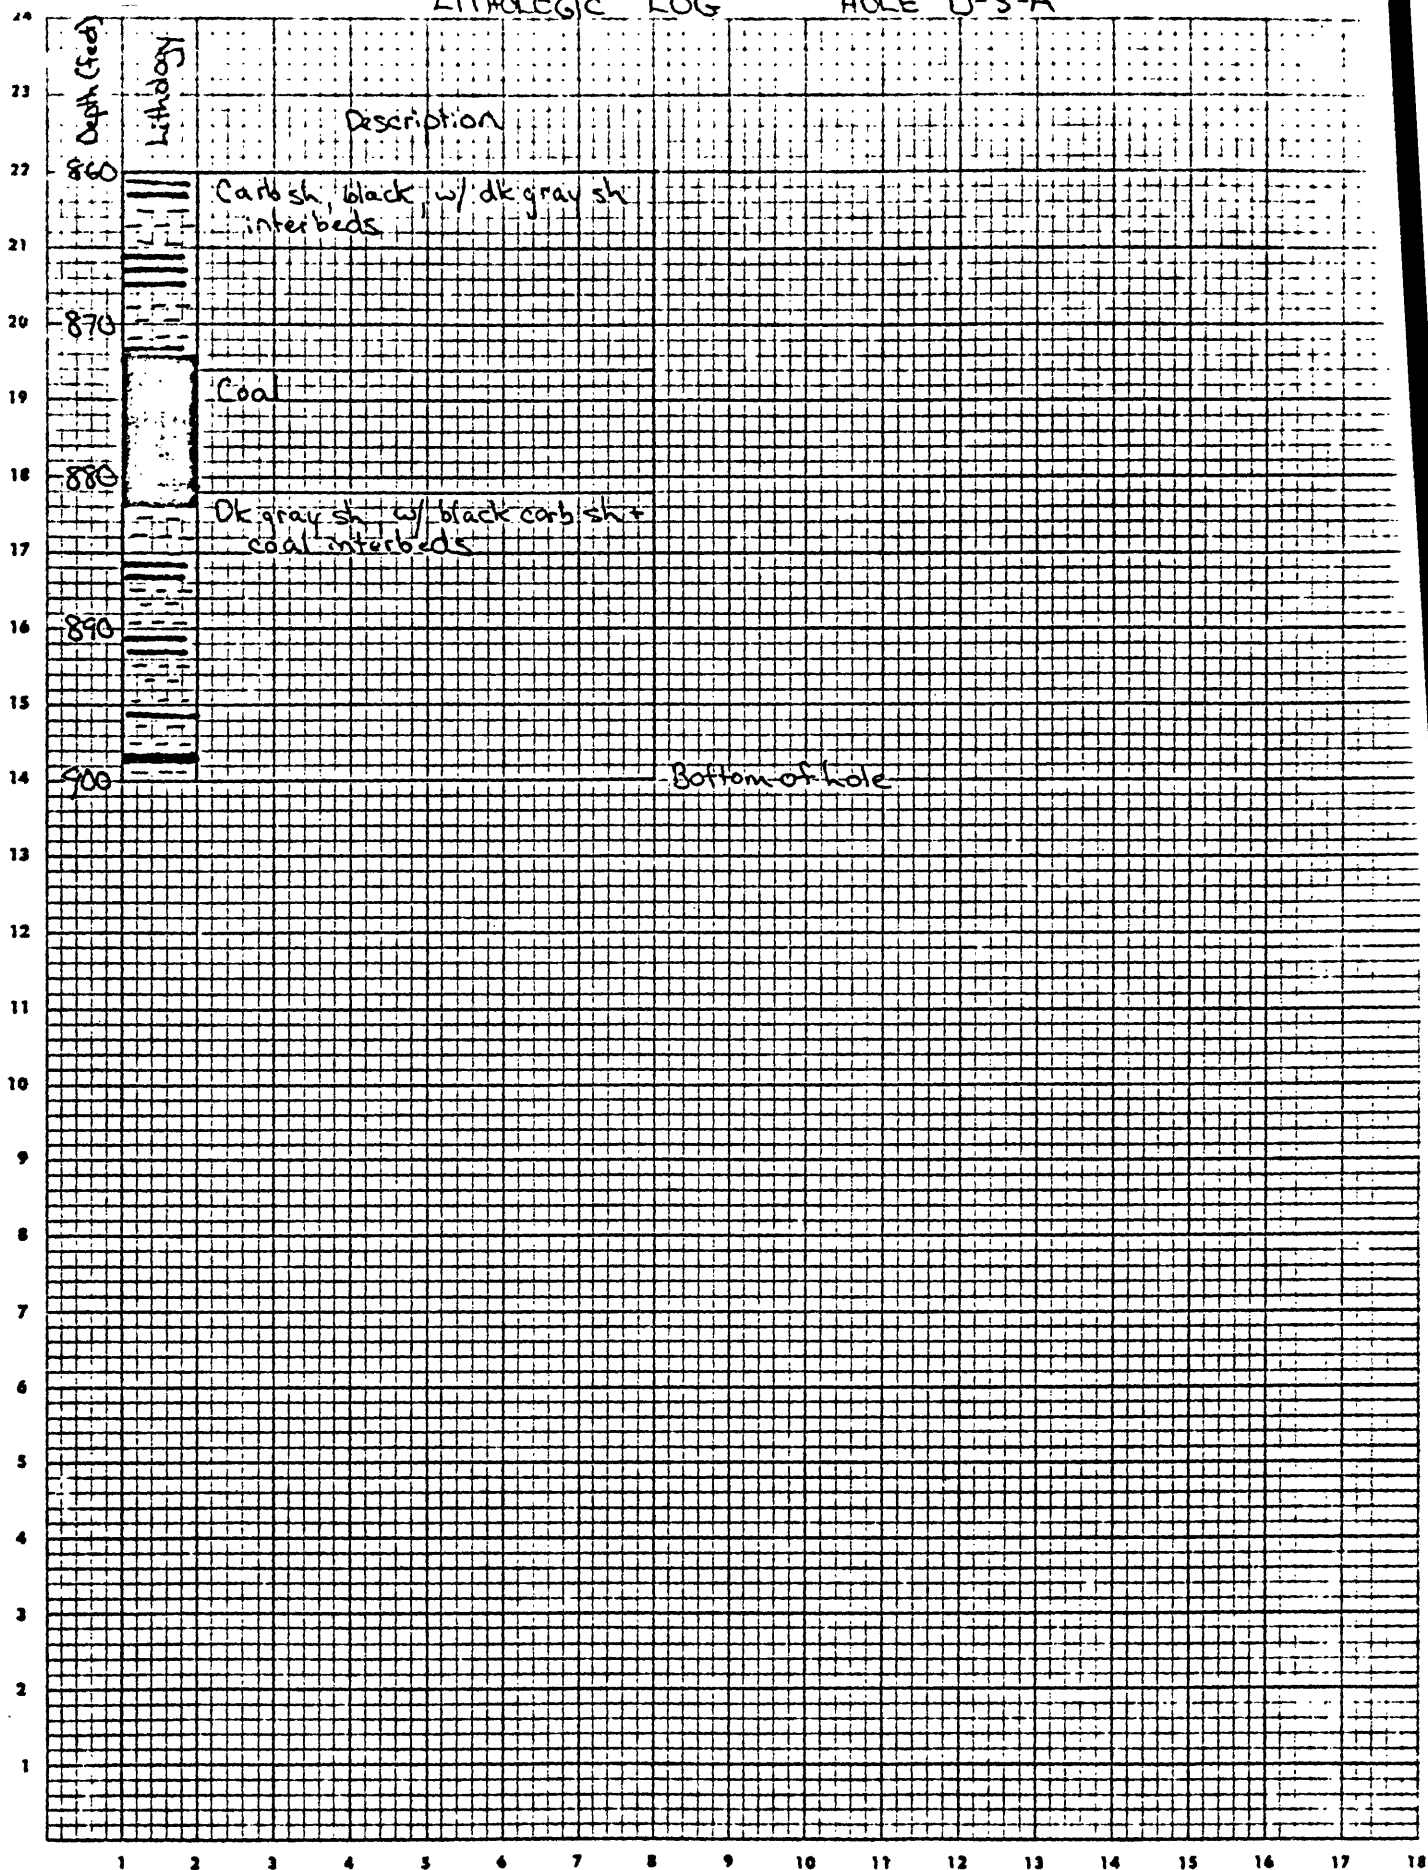 LITHOLOGIC LOG HOLE
Depth (feet)
Lithology
Description
24
23
22
21
20
19
18
17
16
15
14
13
12
11
10
9
8
7
6
5
4
3
2
1
860
Carb sh, black, w/ dk gray sh
interbeds
870
Coal
880
Dk gray sh, w/ black carb sh +
coal interbeds
890
900
Bottom of hole
1 2 3 4 5 6 7 8 9 10 11 12 13 14 15 16 17 18